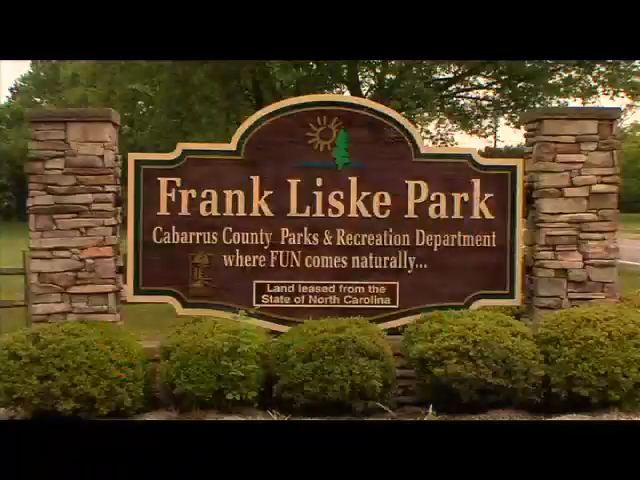 Frank Liske Park
Cabarrus County Parks & Recreation Department
where FUN comes naturally...
Land leased from the
State of North Carolina